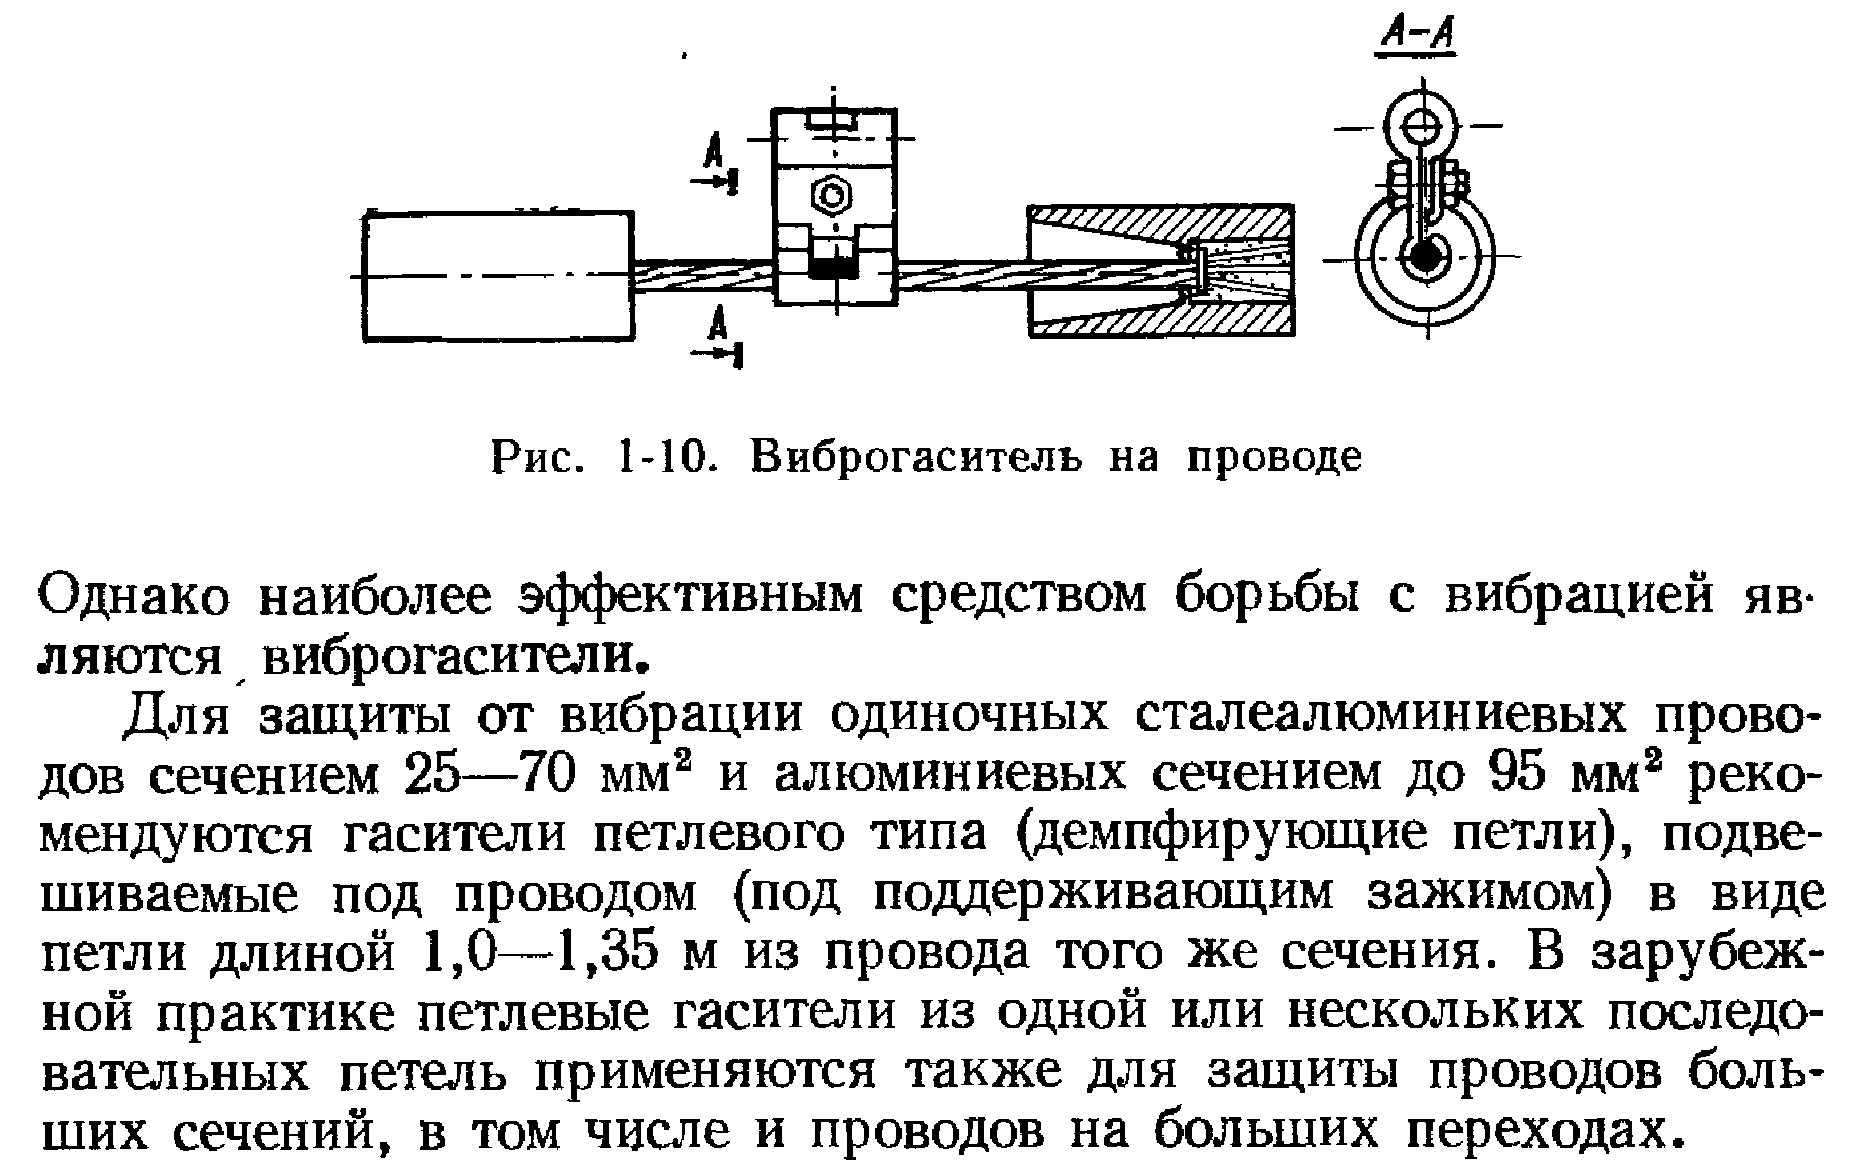 А-А
А
А
Рис. 1-10. Виброгаситель на проводе
Однако наиболее эффективным средством борьбы с вибрацией яв-
ляются виброгасители.
Для защиты от вибрации одиночных сталеалюминиевых прово-
дов сечением 25—70 мм² и алюминиевых сечением до 95 мм² реко-
мендуются гасители петлевого типа (демпфирующие петли), подве-
шиваемые под проводом (под поддерживающим зажимом) в виде
петли длиной 1,0—1,35 м из провода того же сечения. В зарубеж-
ной практике петлевые гасители из одной или нескольких последо-
вательных петель применяются также для защиты проводов боль-
ших сечений, в том числе и проводов на больших переходах.